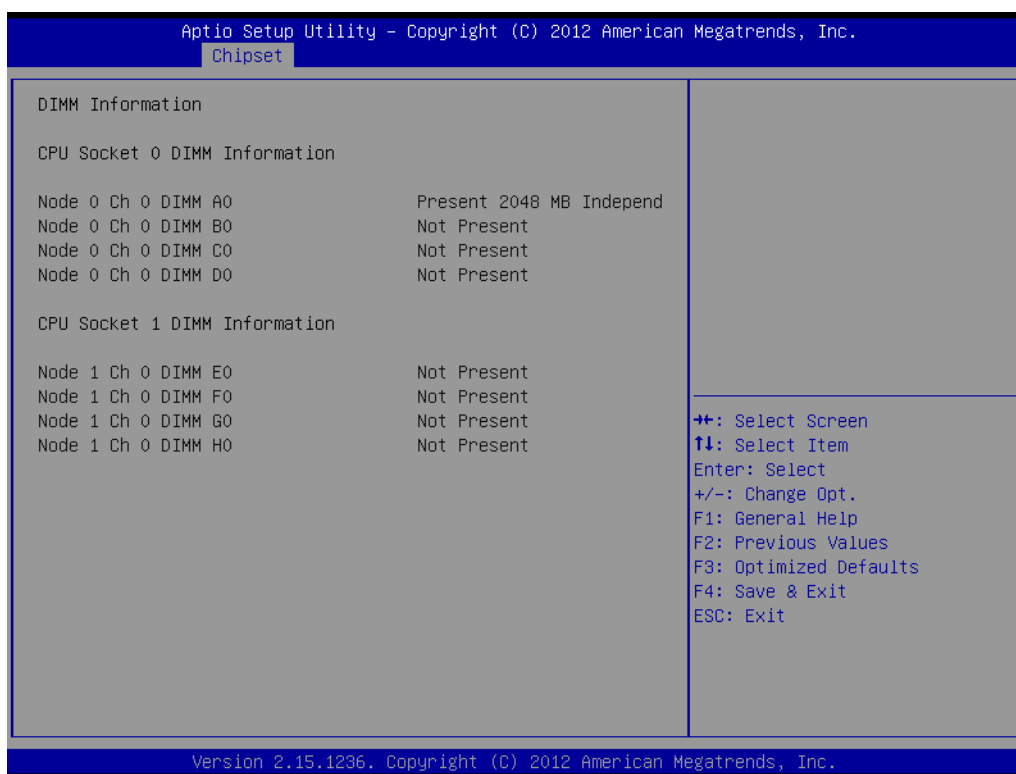 Aptio Setup Utility – Copyright (C) 2012 American Megatrends, Inc.
Chipset
DIMM Information
CPU Socket 0 DIMM Information
Node 0 Ch 0 DIMM A0 Present 2048 MB Independ
Node 0 Ch 0 DIMM B0 Not Present
Node 0 Ch 0 DIMM C0 Not Present
Node 0 Ch 0 DIMM D0 Not Present
CPU Socket 1 DIMM Information
Node 1 Ch 0 DIMM E0 Not Present
Node 1 Ch 0 DIMM F0 Not Present
Node 1 Ch 0 DIMM G0 Not Present
Node 1 Ch 0 DIMM H0 Not Present
→←: Select Screen
↑↓: Select Item
Enter: Select
+/-: Change Opt.
F1: General Help
F2: Previous Values
F3: Optimized Defaults
F4: Save & Exit
ESC: Exit
Version 2.15.1236. Copyright (C) 2012 American Megatrends, Inc.